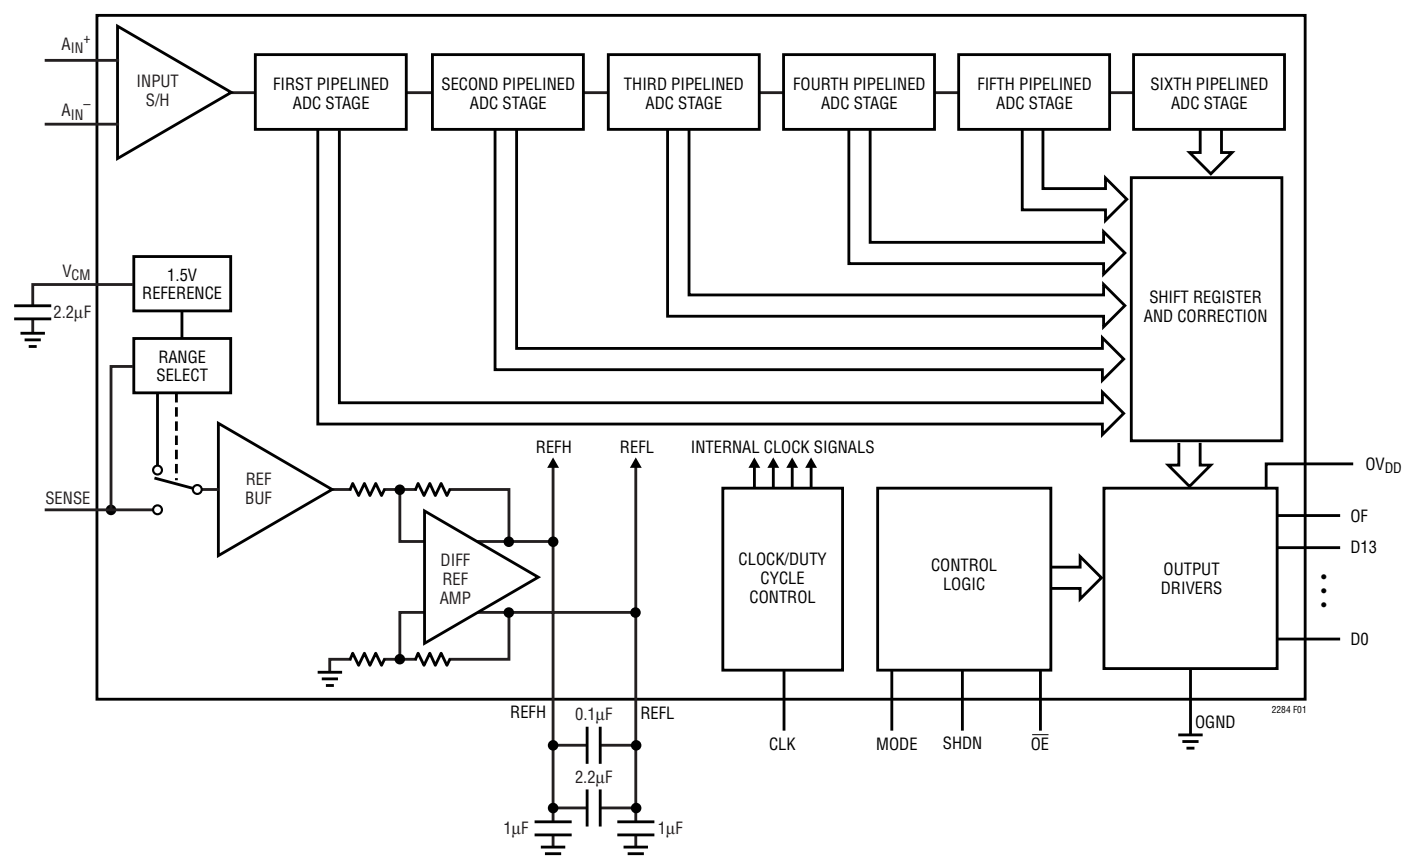 AIN+
INPUT
S/H
AIN–
FIRST PIPELINED
ADC STAGE
SECOND PIPELINED
ADC STAGE
THIRD PIPELINED
ADC STAGE
FOURTH PIPELINED
ADC STAGE
FIFTH PIPELINED
ADC STAGE
SIXTH PIPELINED
ADC STAGE
VCM
2.2µF
1.5V
REFERENCE
RANGE
SELECT
SHIFT REGISTER
AND CORRECTION
SENSE
REF
BUF
DIFF
REF
AMP
REFH
REFL
INTERNAL CLOCK SIGNALS
CLOCK/DUTY
CYCLE
CONTROL
CONTROL
LOGIC
OUTPUT
DRIVERS
OVDD
OF
D13
D0
REFH
0.1µF
REFL
2.2µF
1µF
1µF
CLK
MODE
SHDN
O̅E̅
OGND
2284 F01